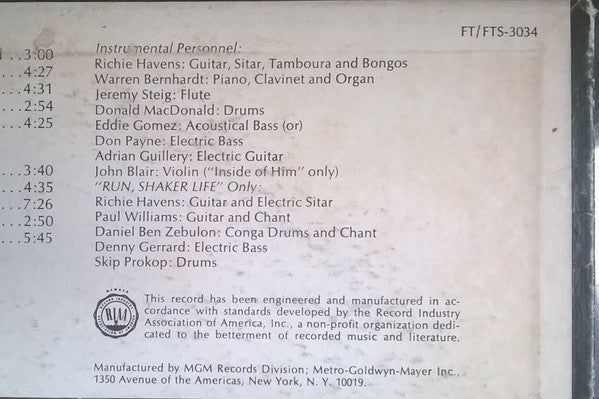 FT/FTS-3034
..3:00
...4:27
...4:31
...2:54
...4:25
...3:40
...4:35
...7:26
...2:50
...5:45
Instrumental Personnel:
Richie Havens: Guitar, Sitar, Tamboura and Bongos
Warren Bernhardt: Piano, Clavinet and Organ
Jeremy Steig: Flute
Donald MacDonald: Drums
Eddie Gomez: Acoustical Bass (or)
Don Payne: Electric Bass
Adrian Guillery: Electric Guitar
John Blair: Violin ("Inside of Him" only)
"RUN, SHAKER LIFE" Only:
Richie Havens: Guitar and Electric Sitar
Paul Williams: Guitar and Chant
Daniel Ben Zebulon: Conga Drums and Chant
Denny Gerrard: Electric Bass
Skip Prokop: Drums
MEMBER
RIAA
This record has been engineered and manufactured in ac-
cordance with standards developed by the Record Industry
Association of America, Inc., a non-profit organization dedi-
cated to the betterment of recorded music and literature.
Manufactured by MGM Records Division; Metro-Goldwyn-Mayer Inc.,
1350 Avenue of the Americas, New York, N. Y. 10019.